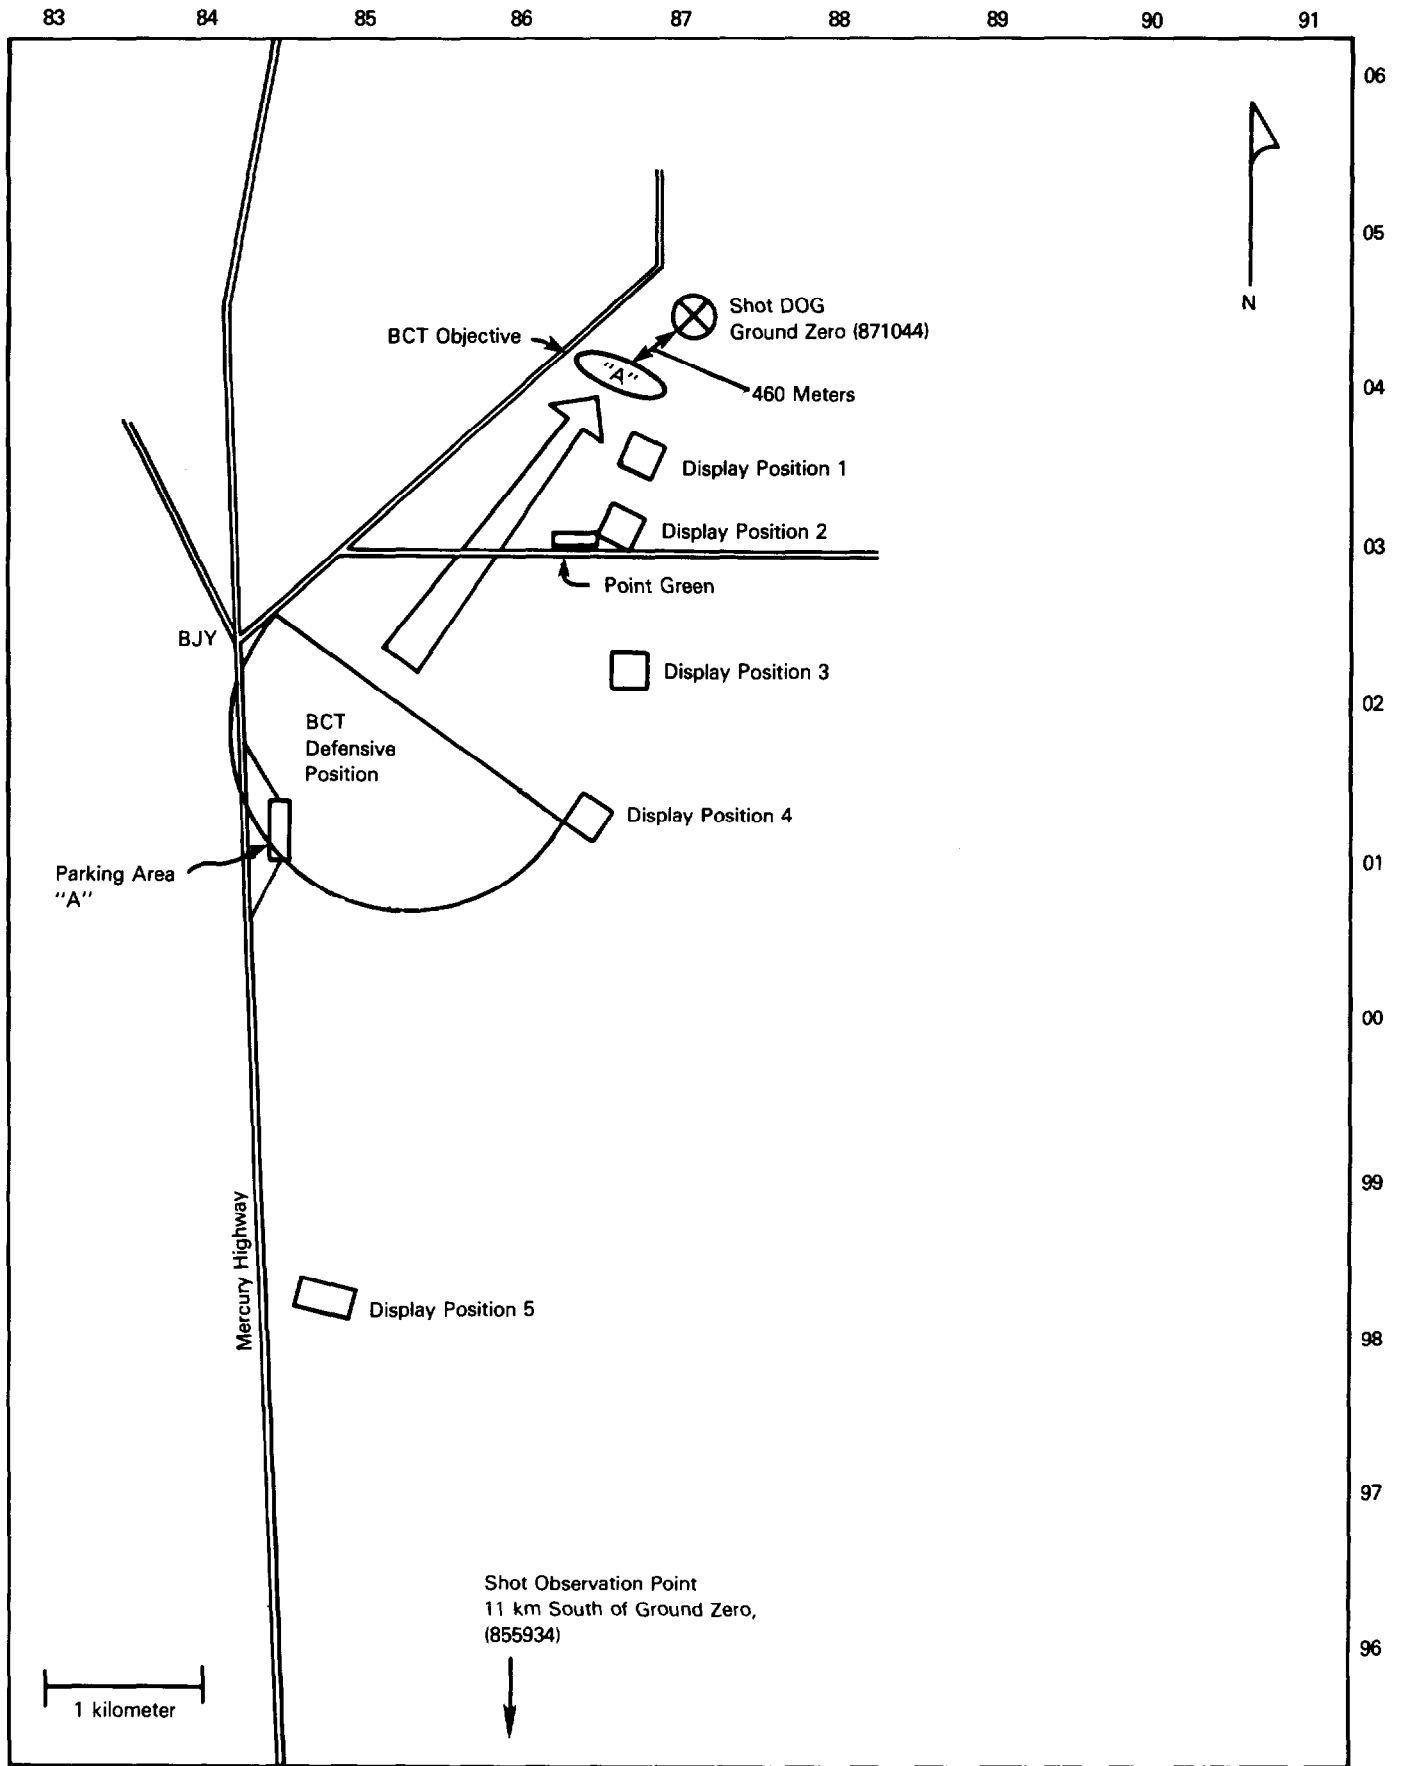 83 84 85 86 87 88 89 90 91
06
N
05
Shot DOG
Ground Zero (871044)
BCT Objective
"A"
04
460 Meters
Display Position 1
Display Position 2
03
Point Green
BJY
Display Position 3
02
BCT
Defensive
Position
Display Position 4
01
Parking Area
"A"
00
99
Mercury Highway
Display Position 5
98
97
Shot Observation Point
11 km South of Ground Zero,
(855934)
96
1 kilometer